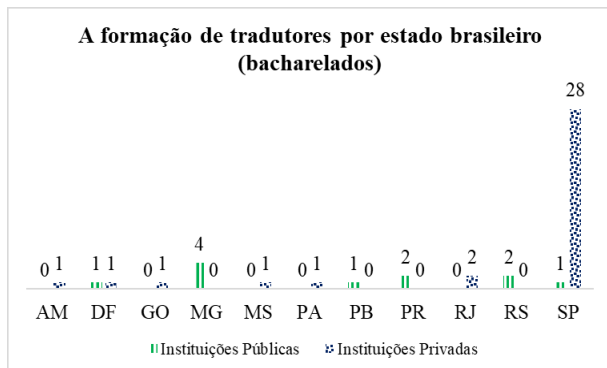 A formação de tradutores por estado brasileiro
(bacharelados)
28
4
0 1 1 1 0 1 0 0 1 0 1 1 0 2 0 0 2 2 0 1
AM DF GO MG MS PA PB PR RJ RS SP
Instituições Públicas Instituições Privadas